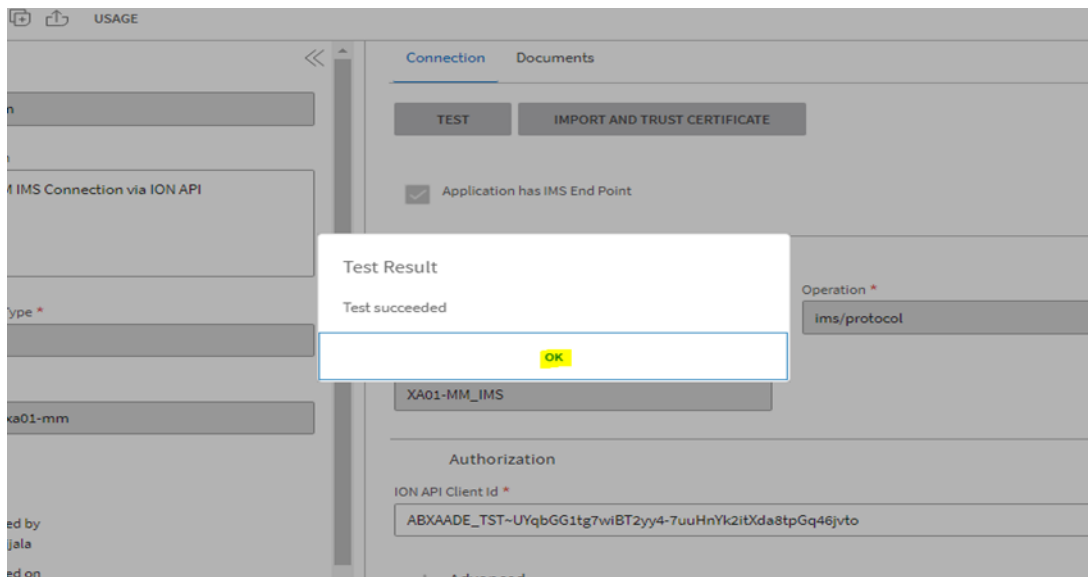 USAGE
Connection Documents
TEST IMPORT AND TRUST CERTIFICATE
IMS Connection via ION API
Application has IMS End Point
Test Result
Test succeeded
OK
ype *
Operation *
ims/protocol
XA01-MM_IMS
xa01-mm
Authorization
ION API Client Id *
ABXAADE_TST~UYqbGG1tg7wiBT2yy4-7uuHnYk2itXda8tpGq46jvto
ed by
jala
ed on
Advanced